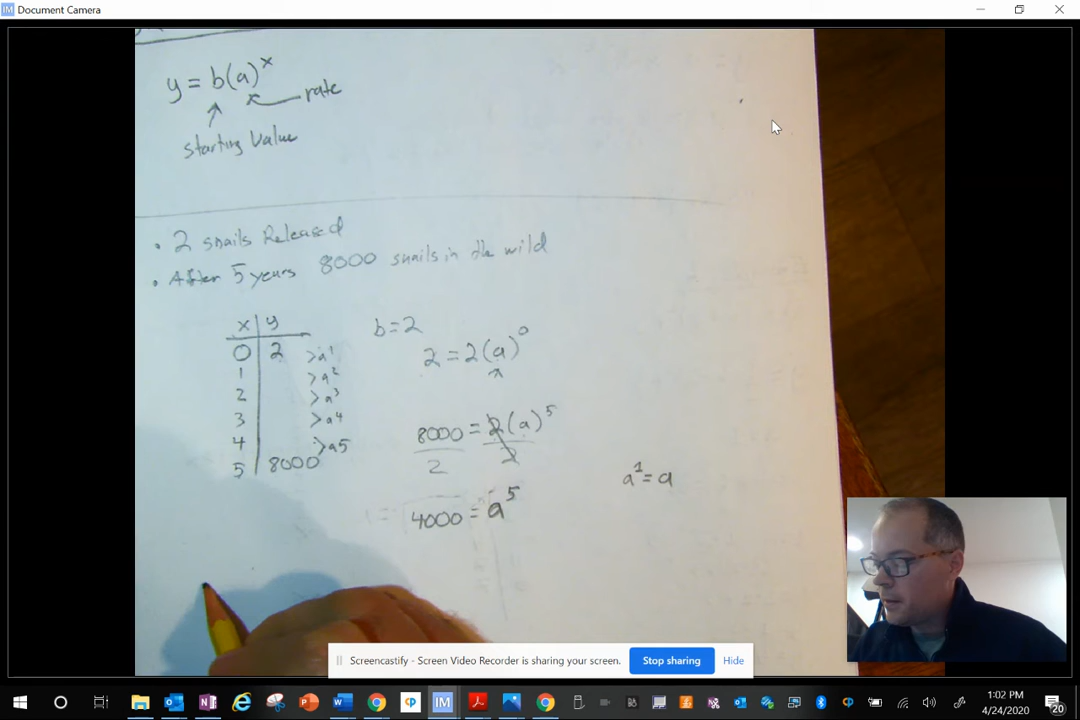 Document Camera
y = b(a)^x
rate
starting Value
• 2 snails Released
• After 5 years 8000 snails in the wild
x | y
0 | 2
1
2
3
4
5 | 8000
>a^1
>a^2
>a^3
>a^4
>a5
b=2
2 = 2(a)^0
8000 = 2(a)^5
2 2
4000 = a^5
a^1 = a
Screencastify - Screen Video Recorder is sharing your screen.
Stop sharing
Hide
1:02 PM
4/24/2020
20